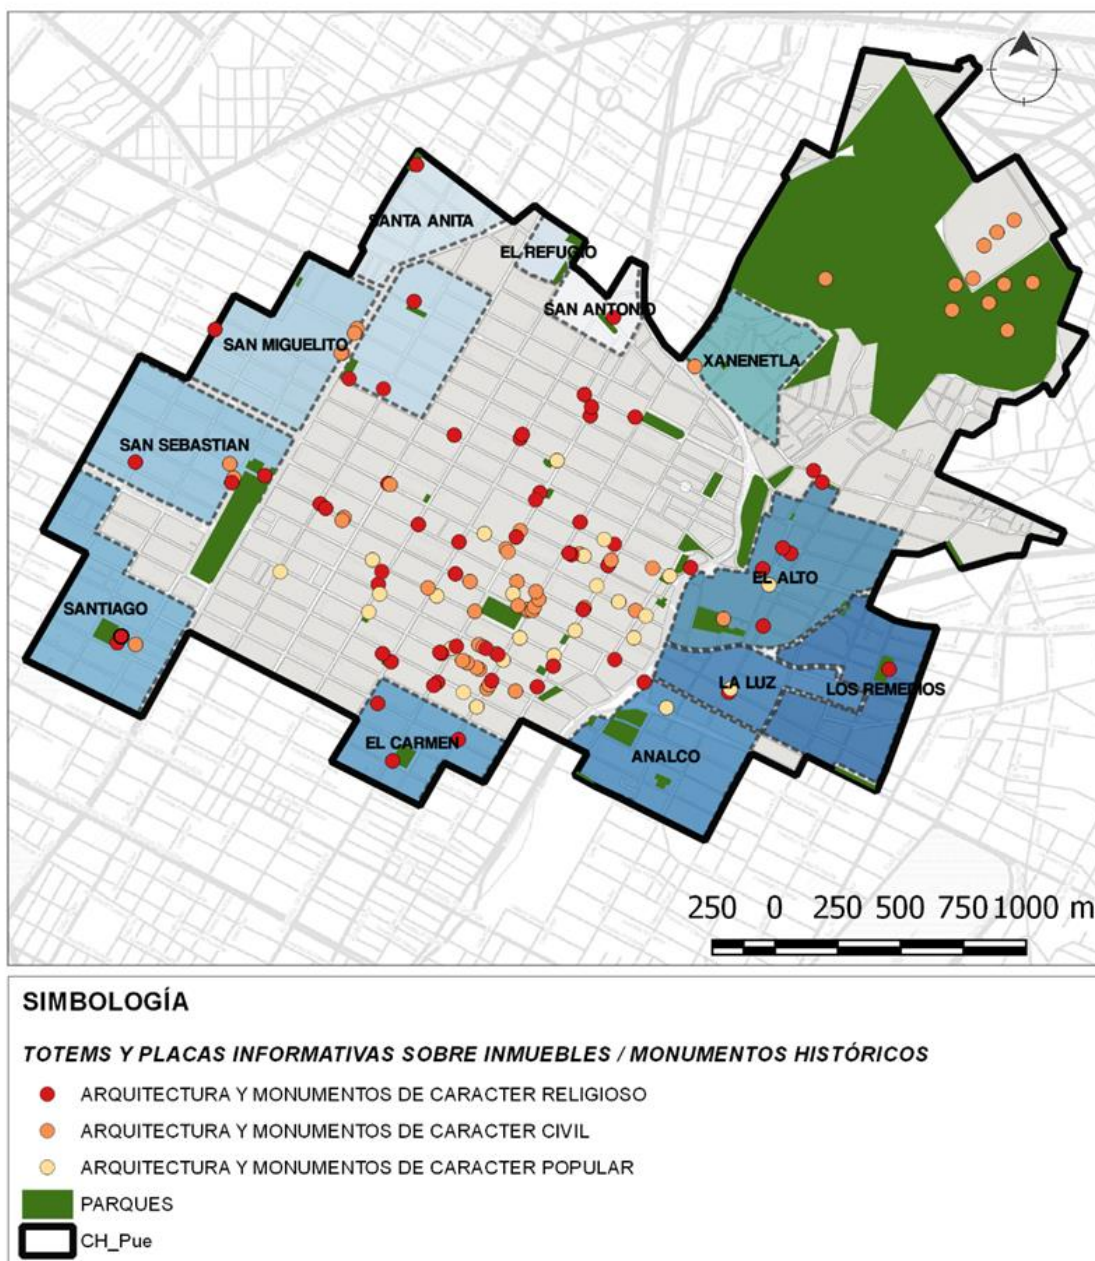 SANTA ANITA
EL REFUGIO
SAN ANTONIO
SAN MIGUELITO
XANENETLA
SAN SEBASTIAN
EL ALTO
SANTIAGO
LA LUZ
LOS REMEDIOS
EL CARMEN
ANALCO
250 0 250 500 750 1000 m
SIMBOLOGÍA
TOTEMS Y PLACAS INFORMATIVAS SOBRE INMUEBLES / MONUMENTOS HISTÓRICOS
ARQUITECTURA Y MONUMENTOS DE CARACTER RELIGIOSO
ARQUITECTURA Y MONUMENTOS DE CARACTER CIVIL
ARQUITECTURA Y MONUMENTOS DE CARACTER POPULAR
PARQUES
CH_Pue